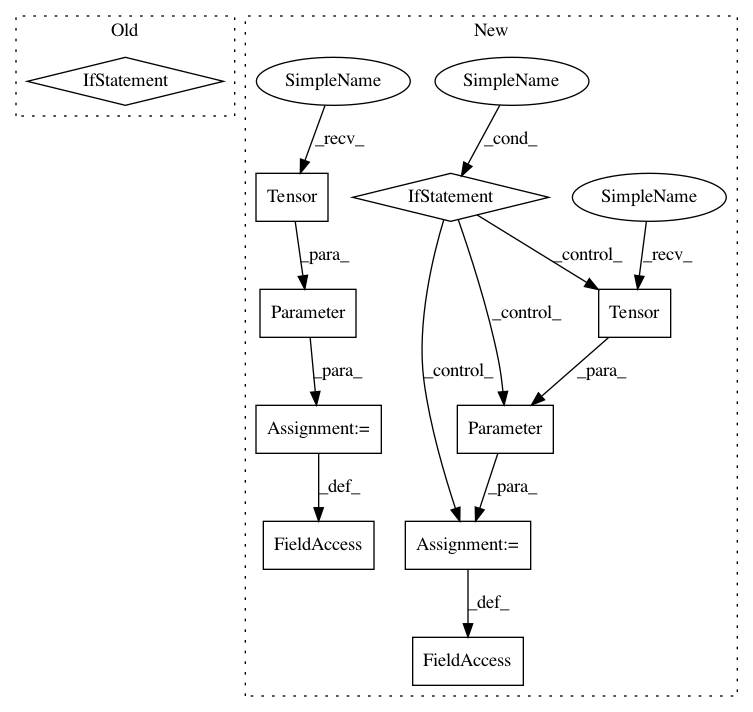 Old
New
IfStatement
SimpleName
SimpleName
_recv_
_cond_
Tensor
IfStatement
SimpleName
_para_
_control_
_recv_
Parameter
_control_
Tensor
_para_
_control_
_para_
Assignment:=
Parameter
_def_
_para_
FieldAccess
Assignment:=
_def_
FieldAccess